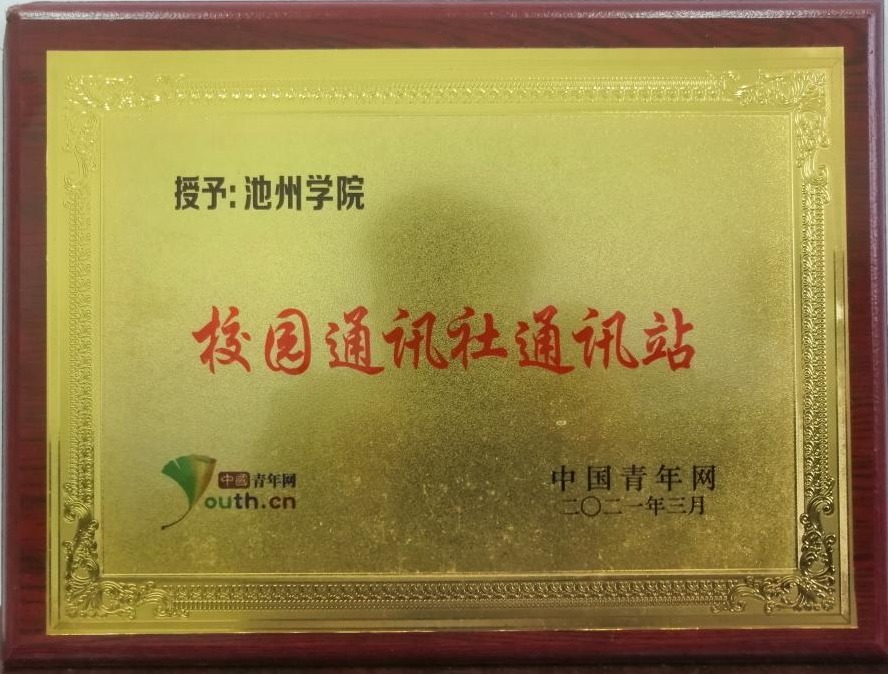 授予:池州学院
校园通讯社通讯站
中国青年网
Youth.cn
中国青年网
二〇二一年三月